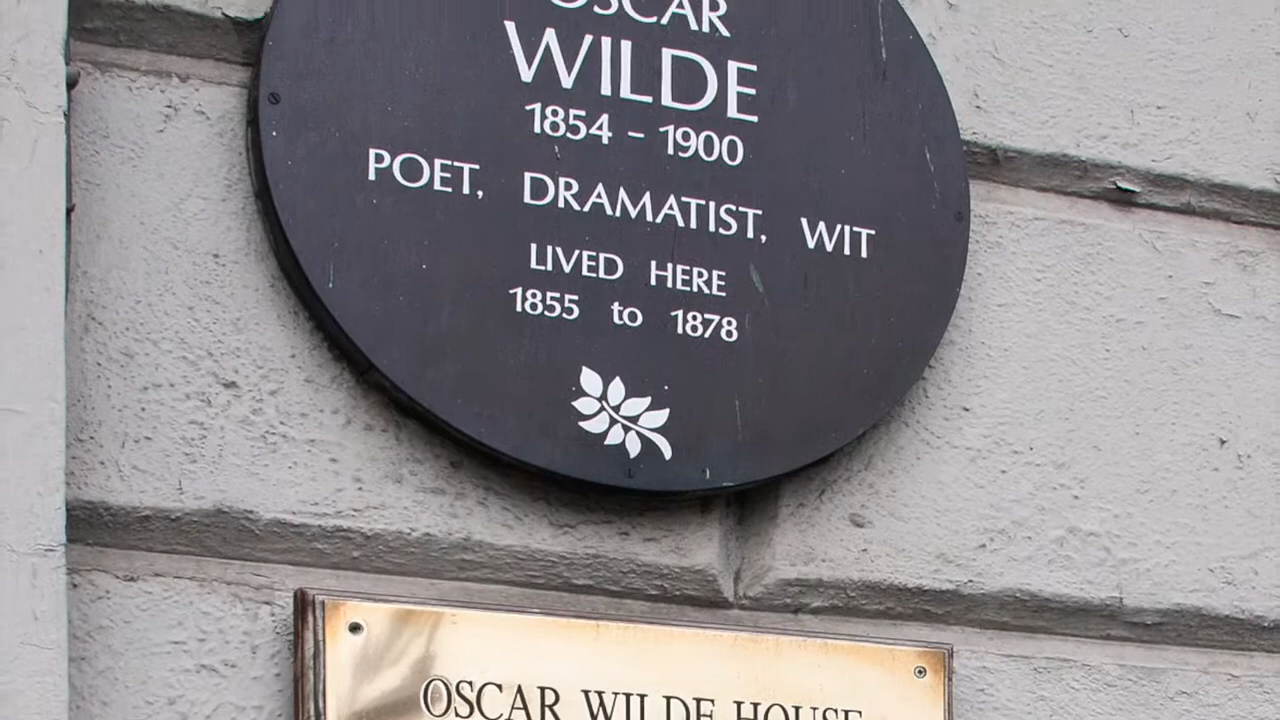 OSCAR
WILDE
1854 - 1900
POET, DRAMATIST, WIT
LIVED HERE
1855 to 1878
OSCAR WILDE HOUSE